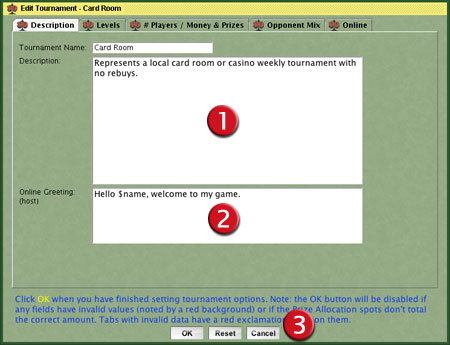 Edit Tournament - Card Room
Description Levels # Players / Money & Prizes Opponent Mix Online
Tournament Name: Card Room
Description: Represents a local card room or casino weekly tournament with
no rebuys.
1
Online Greeting: Hello $name, welcome to my game.
(host)
2
Click OK when you have finished setting tournament options. Note: the OK button will be disabled if
any fields have invalid values (noted by a red background) or if the Prize Allocation spots don't total
the correct amount. Tabs with invalid data have a red exclamation on them.
3
OK Reset Cancel